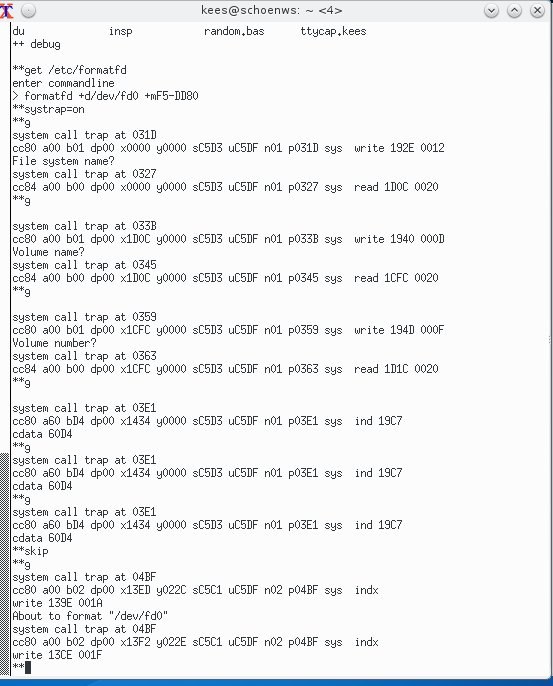 kees@schoenws: ~ <4>
du insp random.bas ttycap.kees
++ debug
**get /etc/formatfd
enter commandline
> formatfd +d/dev/fd0 +mF5-DD80
**systrap=on
**g
system call trap at 031D
cc80 a00 b01 dp00 x0000 y0000 sC5D3 uC5DF n01 p031D sys write 192E 0012
File system name?
system call trap at 0327
cc84 a00 b00 dp00 x0000 y0000 sC5D3 uC5DF n01 p0327 sys read 1D0C 0020
**g
system call trap at 033B
cc80 a00 b01 dp00 x1D0C y0000 sC5D3 uC5DF n01 p033B sys write 1940 000D
Volume name?
system call trap at 0345
cc84 a00 b00 dp00 x1D0C y0000 sC5D3 uC5DF n01 p0345 sys read 1CFC 0020
**g
system call trap at 0359
cc80 a00 b01 dp00 x1CFC y0000 sC5D3 uC5DF n01 p0359 sys write 194D 000F
Volume number?
system call trap at 0363
cc84 a00 b00 dp00 x1CFC y0000 sC5D3 uC5DF n01 p0363 sys read 1D1C 0020
**g
system call trap at 03E1
cc80 a60 bD4 dp00 x1434 y0000 sC5D3 uC5DF n01 p03E1 sys ind 19C7
cdata 60D4
**g
system call trap at 03E1
cc80 a60 bD4 dp00 x1434 y0000 sC5D3 uC5DF n01 p03E1 sys ind 19C7
cdata 60D4
**g
system call trap at 03E1
cc80 a60 bD4 dp00 x1434 y0000 sC5D3 uC5DF n01 p03E1 sys ind 19C7
cdata 60D4
**skip
**g
system call trap at 04BF
cc80 a00 b02 dp00 x13ED y022C sC5C1 uC5DF n02 p04BF sys indx
write 139E 001A
About to format "/dev/fd0"
system call trap at 04BF
cc80 a00 b02 dp00 x13F2 y022E sC5C1 uC5DF n02 p04BF sys indx
write 13CE 001F
**